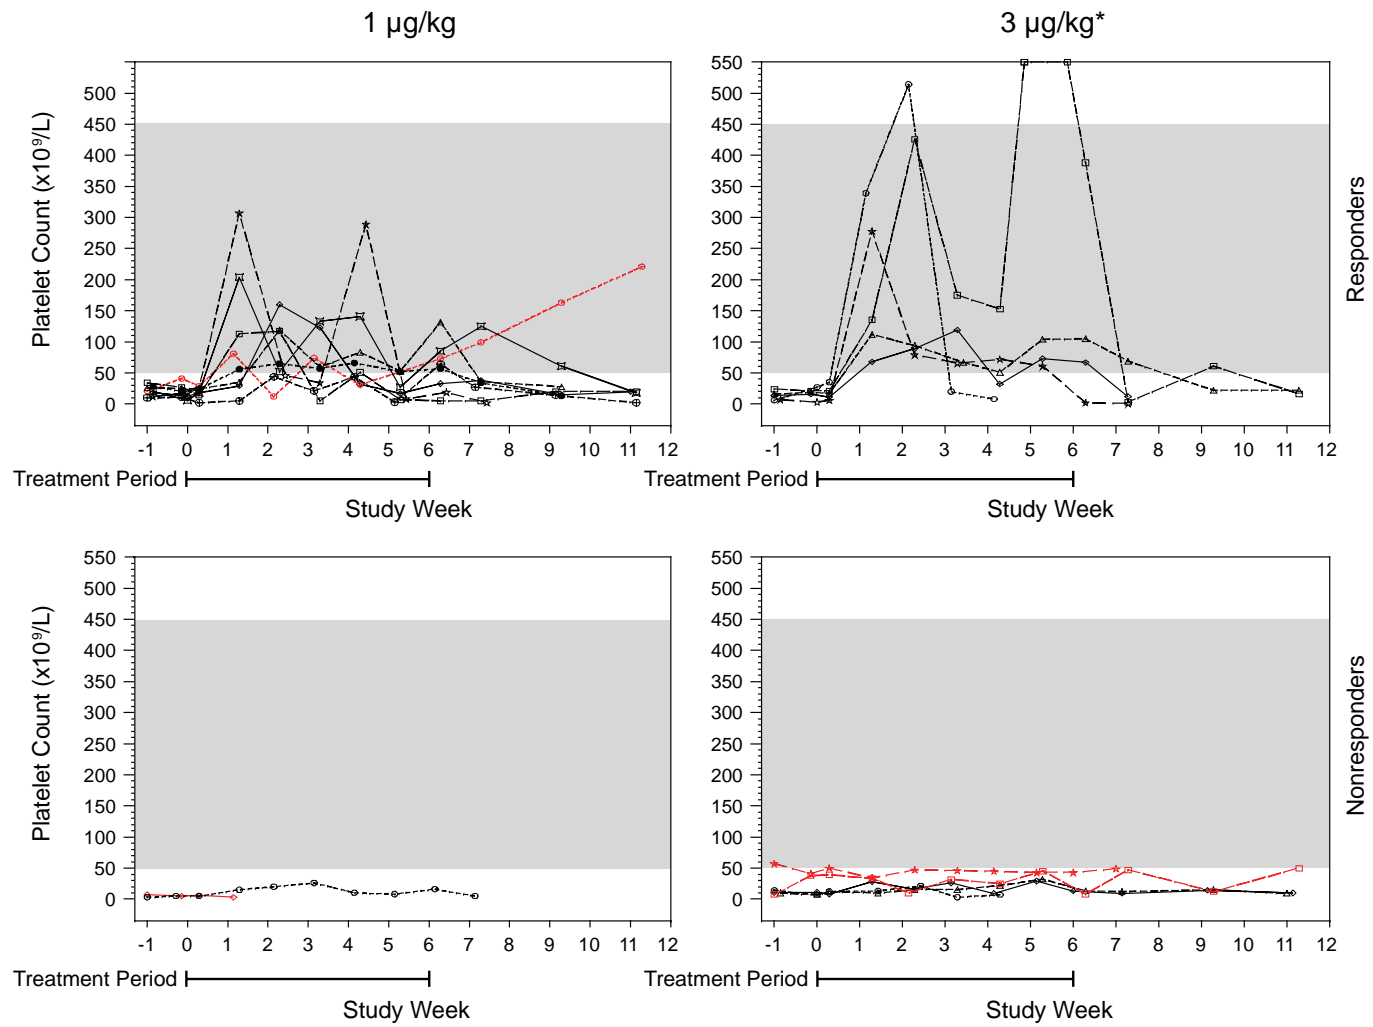 1 µg/kg
3 µg/kg*
Platelet Count (x10⁹/L)
500
450
400
350
300
250
200
150
100
50
0
-1 0 1 2 3 4 5 6 7 8 9 10 11 12
Treatment Period
Study Week
550
500
450
400
350
300
250
200
150
100
50
0
-1 0 1 2 3 4 5 6 7 8 9 10 11 12
Treatment Period
Study Week
Responders
Platelet Count (x10⁹/L)
550
500
450
400
350
300
250
200
150
100
50
0
-1 0 1 2 3 4 5 6 7 8 9 10 11 12
Treatment Period
Study Week
550
500
450
400
350
300
250
200
150
100
50
0
-1 0 1 2 3 4 5 6 7 8 9 10 11 12
Treatment Period
Study Week
Nonresponders